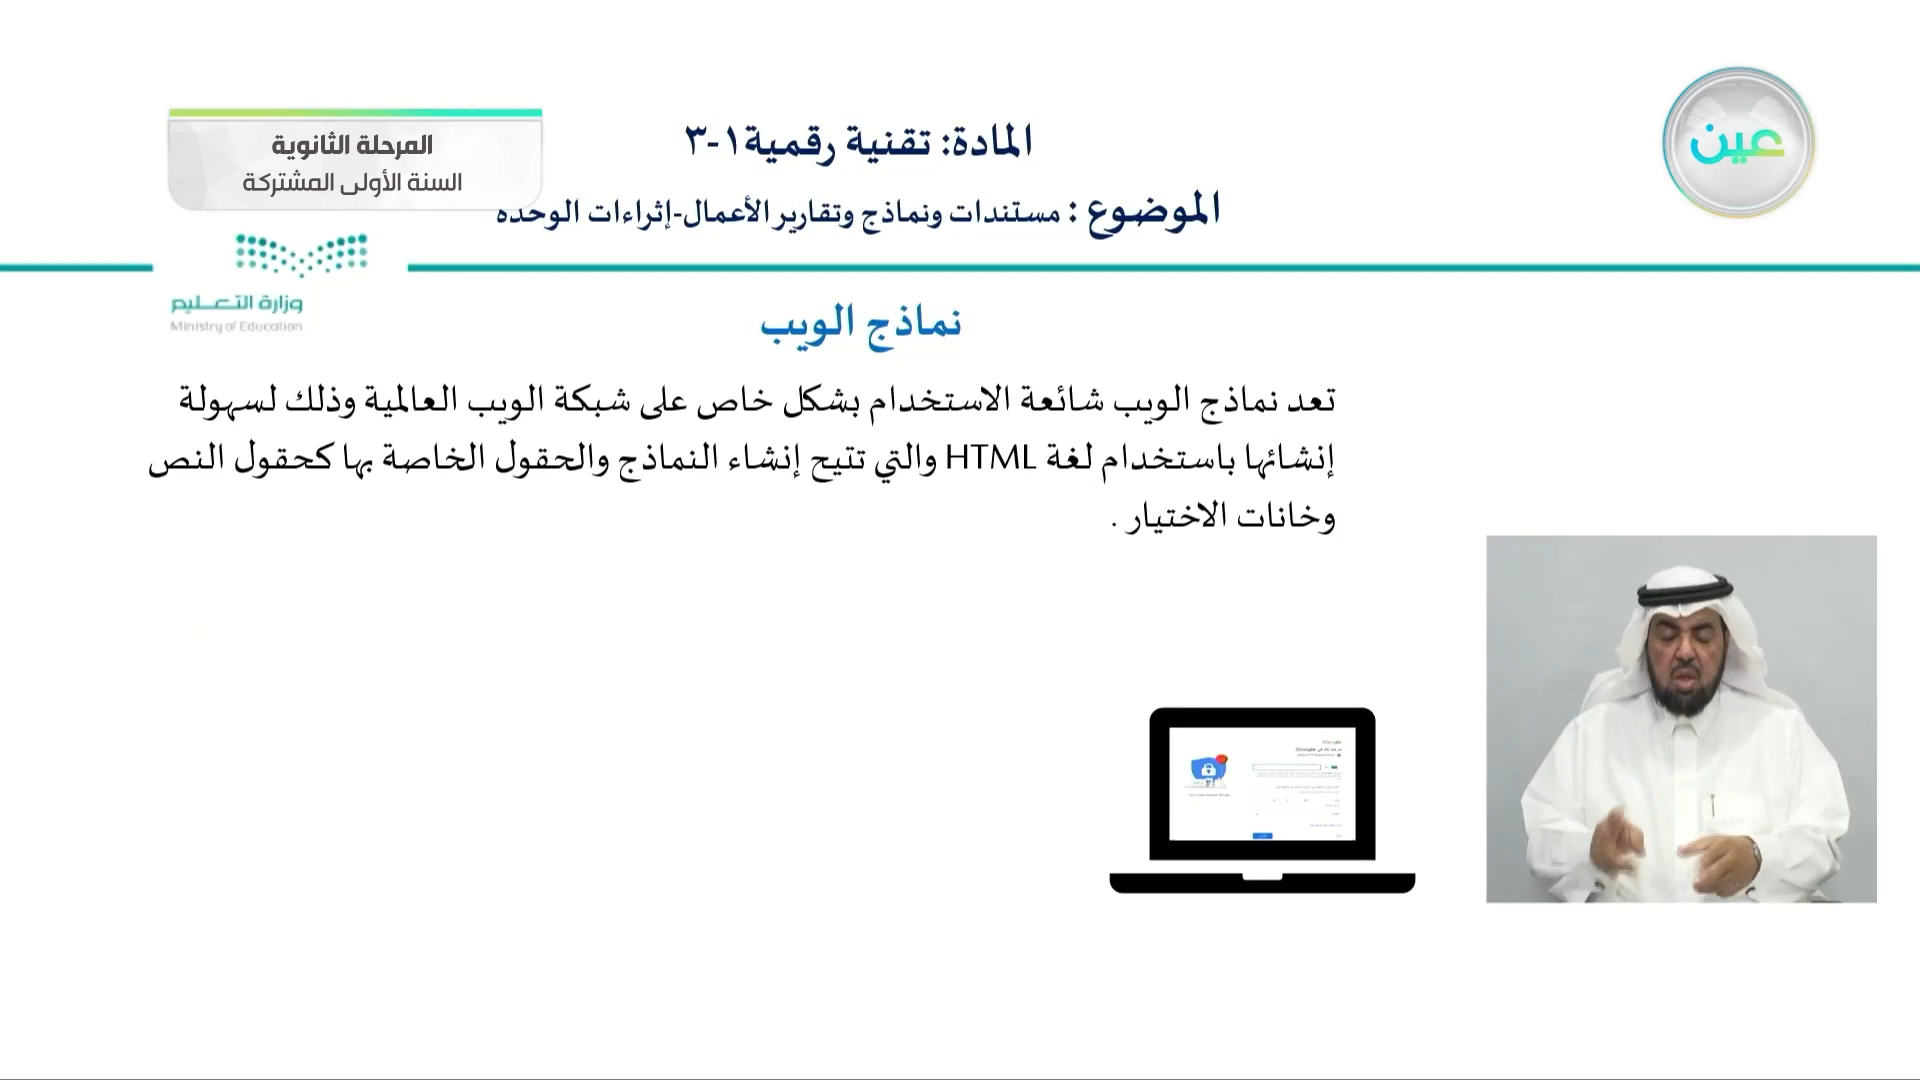 المرحلة الثانوية
السنة الأولى المشتركة
المادة: تقنية رقمية١-٣
الموضوع : مستندات ونماذج وتقارير الأعمال-إثراءات الوحدة
عين
وزارة التعليم
Ministry of Education
نماذج الويب
تعد نماذج الويب شائعة الاستخدام بشكل خاص على شبكة الويب العالمية وذلك لسهولة
إنشائها باستخدام لغة HTML والتي تتيح إنشاء النماذج والحقول الخاصة بها كحقول النص
وخانات الاختيار .
Google